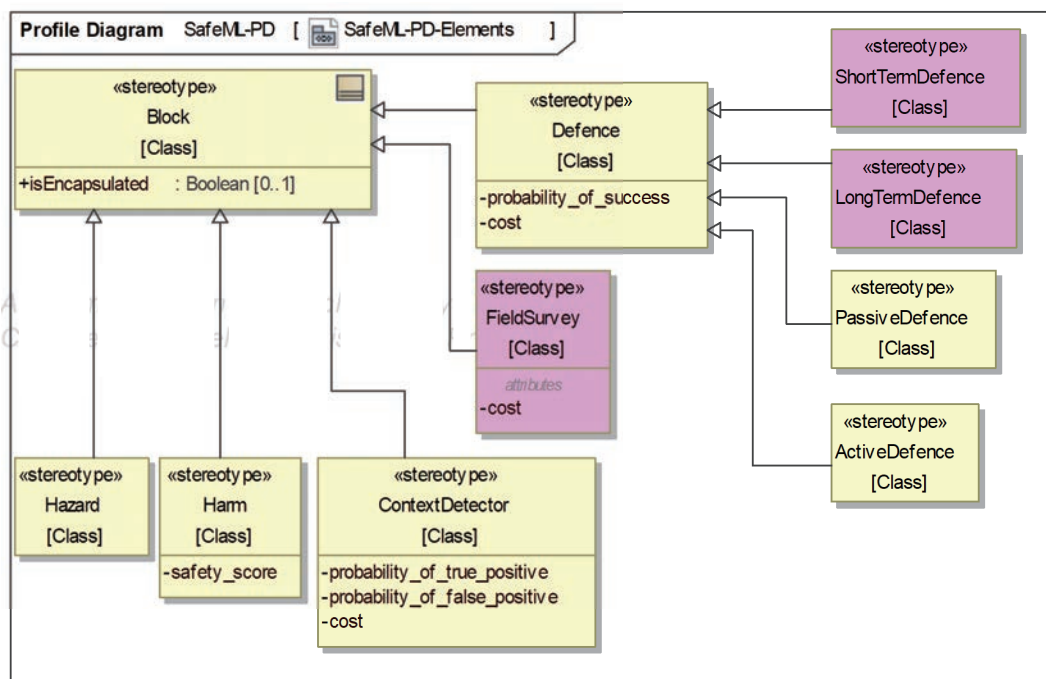 Profile Diagram SafeML-PD [ SafeML-PD-Elements ]
«stereotype»
Block
[Class]
+isEncapsulated : Boolean [0..1]
«stereotype»
Defence
[Class]
-probability_of_success
-cost
«stereotype»
ShortTermDefence
[Class]
«stereotype»
LongTermDefence
[Class]
«stereotype»
FieldSurvey
[Class]
attributes
-cost
«stereotype»
PassiveDefence
[Class]
«stereotype»
ActiveDefence
[Class]
«stereotype»
Hazard
[Class]
«stereotype»
Harm
[Class]
-safety_score
«stereotype»
ContextDetector
[Class]
-probability_of_true_positive
-probability_of_false_positive
-cost